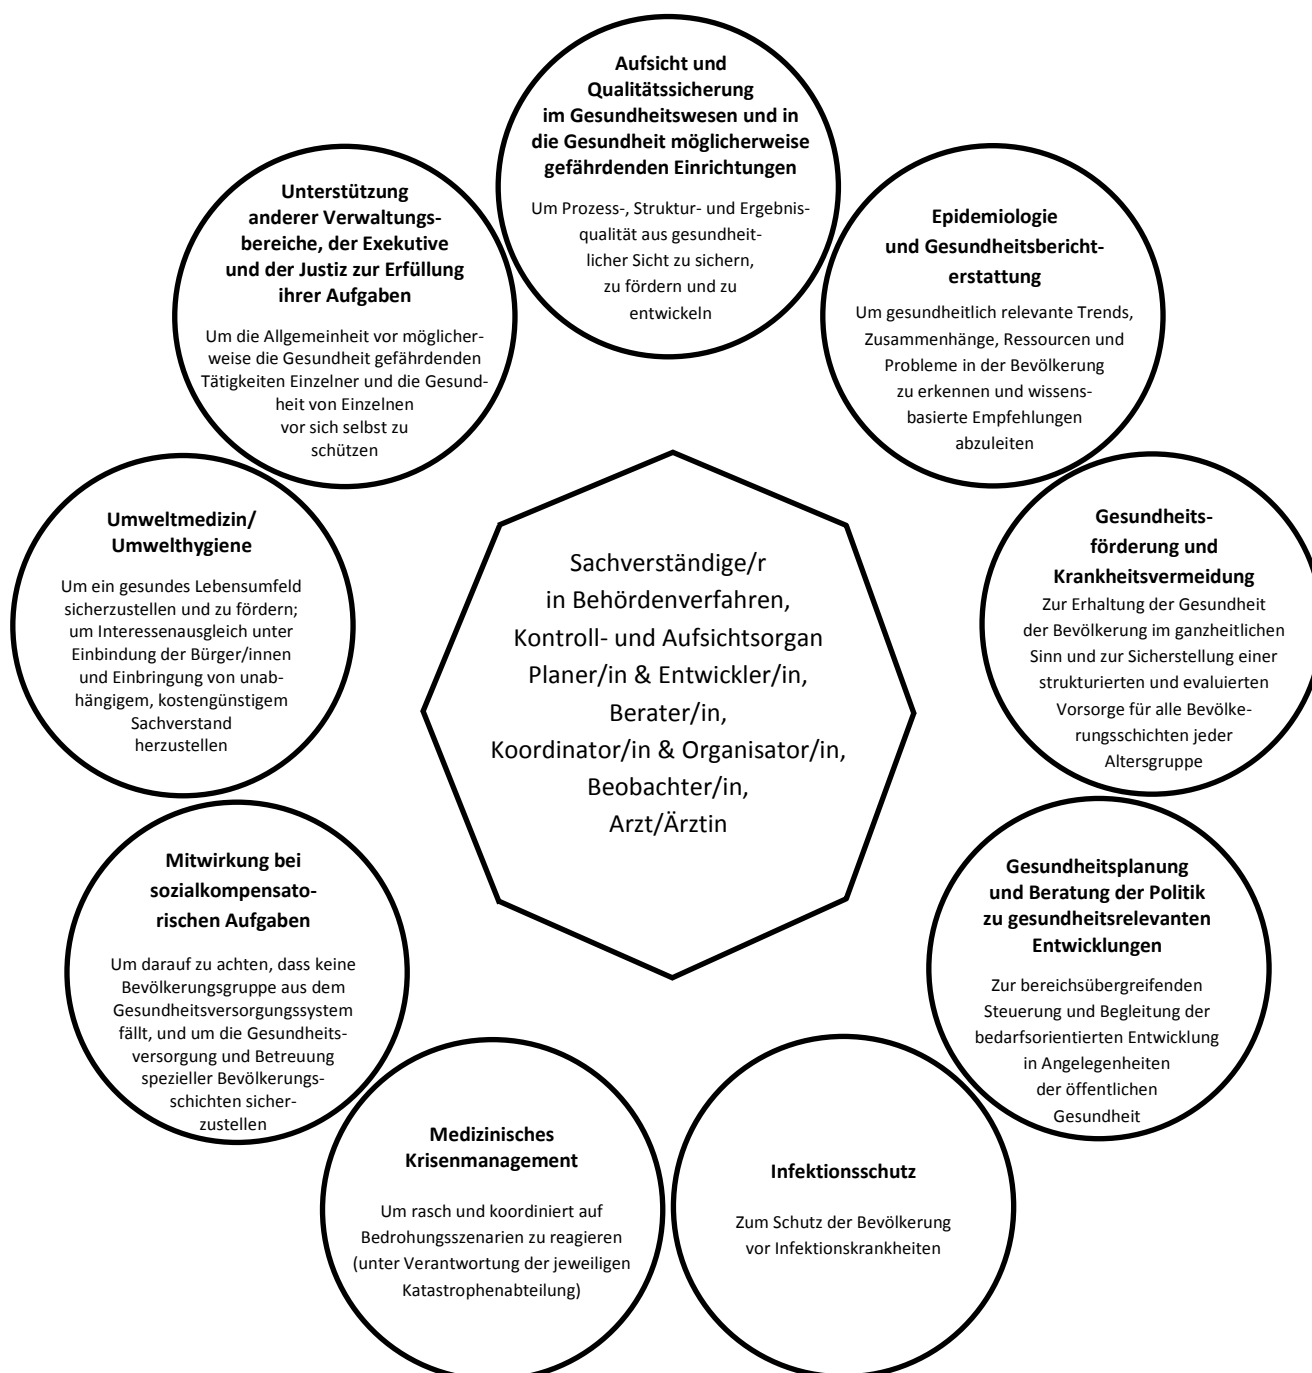 Aufsicht und
Qualitätssicherung
im Gesundheitswesen und in
die Gesundheit möglicherweise
gefährdenden Einrichtungen
Um Prozess-, Struktur- und Ergebnis-
qualität aus gesundheit-
licher Sicht zu sichern,
zu fördern und zu
entwickeln
Epidemiologie
und Gesundheitsbericht-
erstattung
Um gesundheitlich relevante Trends,
Zusammenhänge, Ressourcen und
Probleme in der Bevölkerung
zu erkennen und wissens-
basierte Empfehlungen
abzuleiten
Gesundheits-
förderung und
Krankheitsvermeidung
Zur Erhaltung der Gesundheit
der Bevölkerung im ganzheitlichen
Sinn und zur Sicherstellung einer
strukturierten und evaluierten
Vorsorge für alle Bevölke-
rungsschichten jeder
Altersgruppe
Gesundheitsplanung
und Beratung der Politik
zu gesundheitsrelevanten
Entwicklungen
Zur bereichsübergreifenden
Steuerung und Begleitung der
bedarfsorientierten Entwicklung
in Angelegenheiten
der öffentlichen
Gesundheit
Infektionsschutz
Zum Schutz der Bevölkerung
vor Infektionskrankheiten
Medizinisches
Krisenmanagement
Um rasch und koordiniert auf
Bedrohungsszenarien zu reagieren
(unter Verantwortung der jeweiligen
Katastrophenabteilung)
Mitwirkung bei
sozialkompensato-
rischen Aufgaben
Um darauf zu achten, dass keine
Bevölkerungsgruppe aus dem
Gesundheitsversorgungssystem
fällt, und um die Gesundheits-
versorgung und Betreuung
spezieller Bevölkerungs-
schichten sicher-
zustellen
Umweltmedizin/
Umwelthygiene
Um ein gesundes Lebensumfeld
sicherzustellen und zu fördern;
um Interessenausgleich unter
Einbindung der Bürger/innen
und Einbringung von unab-
hängigem, kostengünstigem
Sachverstand
herzustellen
Unterstützung
anderer Verwaltungs-
bereiche, der Exekutive
und der Justiz zur Erfüllung
ihrer Aufgaben
Um die Allgemeinheit vor möglicher-
weise die Gesundheit gefährdenden
Tätigkeiten Einzelner und die Gesund-
heit von Einzelnen
vor sich selbst zu
schützen
Sachverständige/r
in Behördenverfahren,
Kontroll- und Aufsichtsorgan
Planer/in & Entwickler/in,
Berater/in,
Koordinator/in & Organisator/in,
Beobachter/in,
Arzt/Ärztin